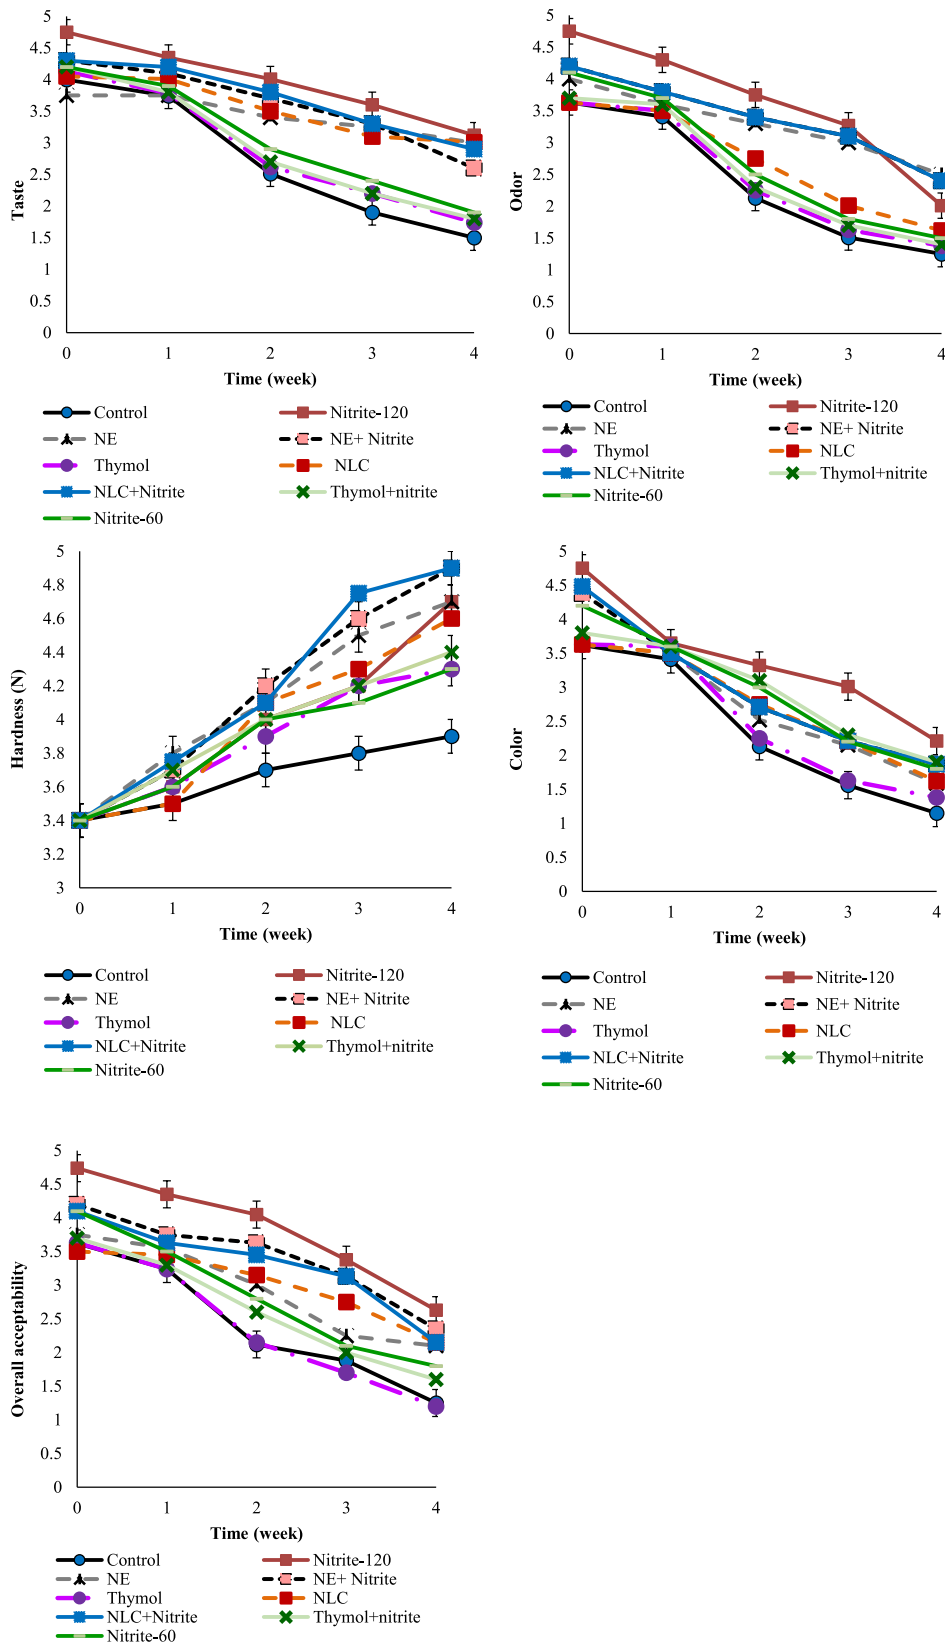 5
4.5
4
3.5
3
2.5
2
1.5
1
0.5
0
Taste
0 1 2 3 4
Time (week)
Control Nitrite-120
NE NE+ Nitrite
Thymol NLC
NLC+Nitrite Thymol+nitrite
Nitrite-60
5
4.5
4
3.5
3
2.5
2
1.5
1
0.5
0
Odor
0 1 2 3 4
Time (week)
Control Nitrite-120
NE NE+ Nitrite
Thymol NLC
NLC+Nitrite Thymol+nitrite
Nitrite-60
5
4.8
4.6
4.4
4.2
4
3.8
3.6
3.4
3.2
3
Hardness (N)
0 1 2 3 4
Time (week)
Control Nitrite-120
NE NE+ Nitrite
Thymol NLC
NLC+Nitrite Thymol+nitrite
Nitrite-60
5
4.5
4
3.5
3
2.5
2
1.5
1
0.5
0
Color
0 1 2 3 4
Time (week)
Control Nitrite-120
NE NE+ Nitrite
Thymol NLC
NLC+Nitrite Thymol+nitrite
Nitrite-60
5
4.5
4
3.5
3
2.5
2
1.5
1
0.5
0
Overall acceptability
0 1 2 3 4
Time (week)
Control Nitrite-120
NE NE+ Nitrite
Thymol NLC
NLC+Nitrite Thymol+nitrite
Nitrite-60